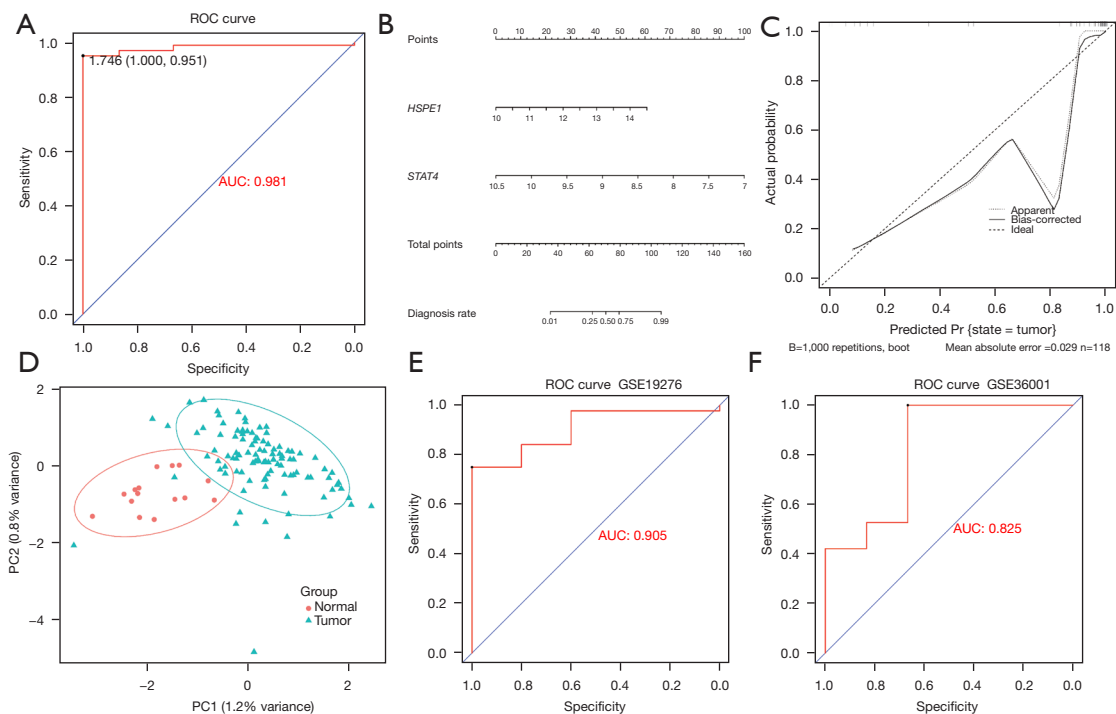 A
ROC curve
1.746 (1.000, 0.951)
AUC: 0.981
Sensitivity
1.0
0.8
0.6
0.4
0.2
0.0
1.0 0.8 0.6 0.4 0.2 0.0
Specificity
B
Points
0 10 20 30 40 50 60 70 80 90 100
HSPE1
10 11 12 13 14
STAT4
10.5 10 9.5 9 8.5 8 7.5 7
Total points
0 20 40 60 80 100 120 140 160
Diagnosis rate
0.01 0.25 0.50 0.75 0.99
C
Actual probability
1.0
0.8
0.6
0.4
0.2
0.0
Apparent
Bias-corrected
Ideal
0.0 0.2 0.4 0.6 0.8 1.0
Predicted Pr {state = tumor}
B=1,000 repetitions, boot Mean absolute error =0.029 n=118
D
PC2 (0.8% variance)
2
0
−2
−4
Group
Normal
Tumor
−2 0 2
PC1 (1.2% variance)
E
ROC curve GSE19276
Sensitivity
1.0
0.8
0.6
0.4
0.2
0.0
AUC: 0.905
1.0 0.8 0.6 0.4 0.2 0.0
Specificity
F
ROC curve GSE36001
Sensitivity
1.0
0.8
0.6
0.4
0.2
0.0
AUC: 0.825
1.0 0.8 0.6 0.4 0.2 0.0
Specificity